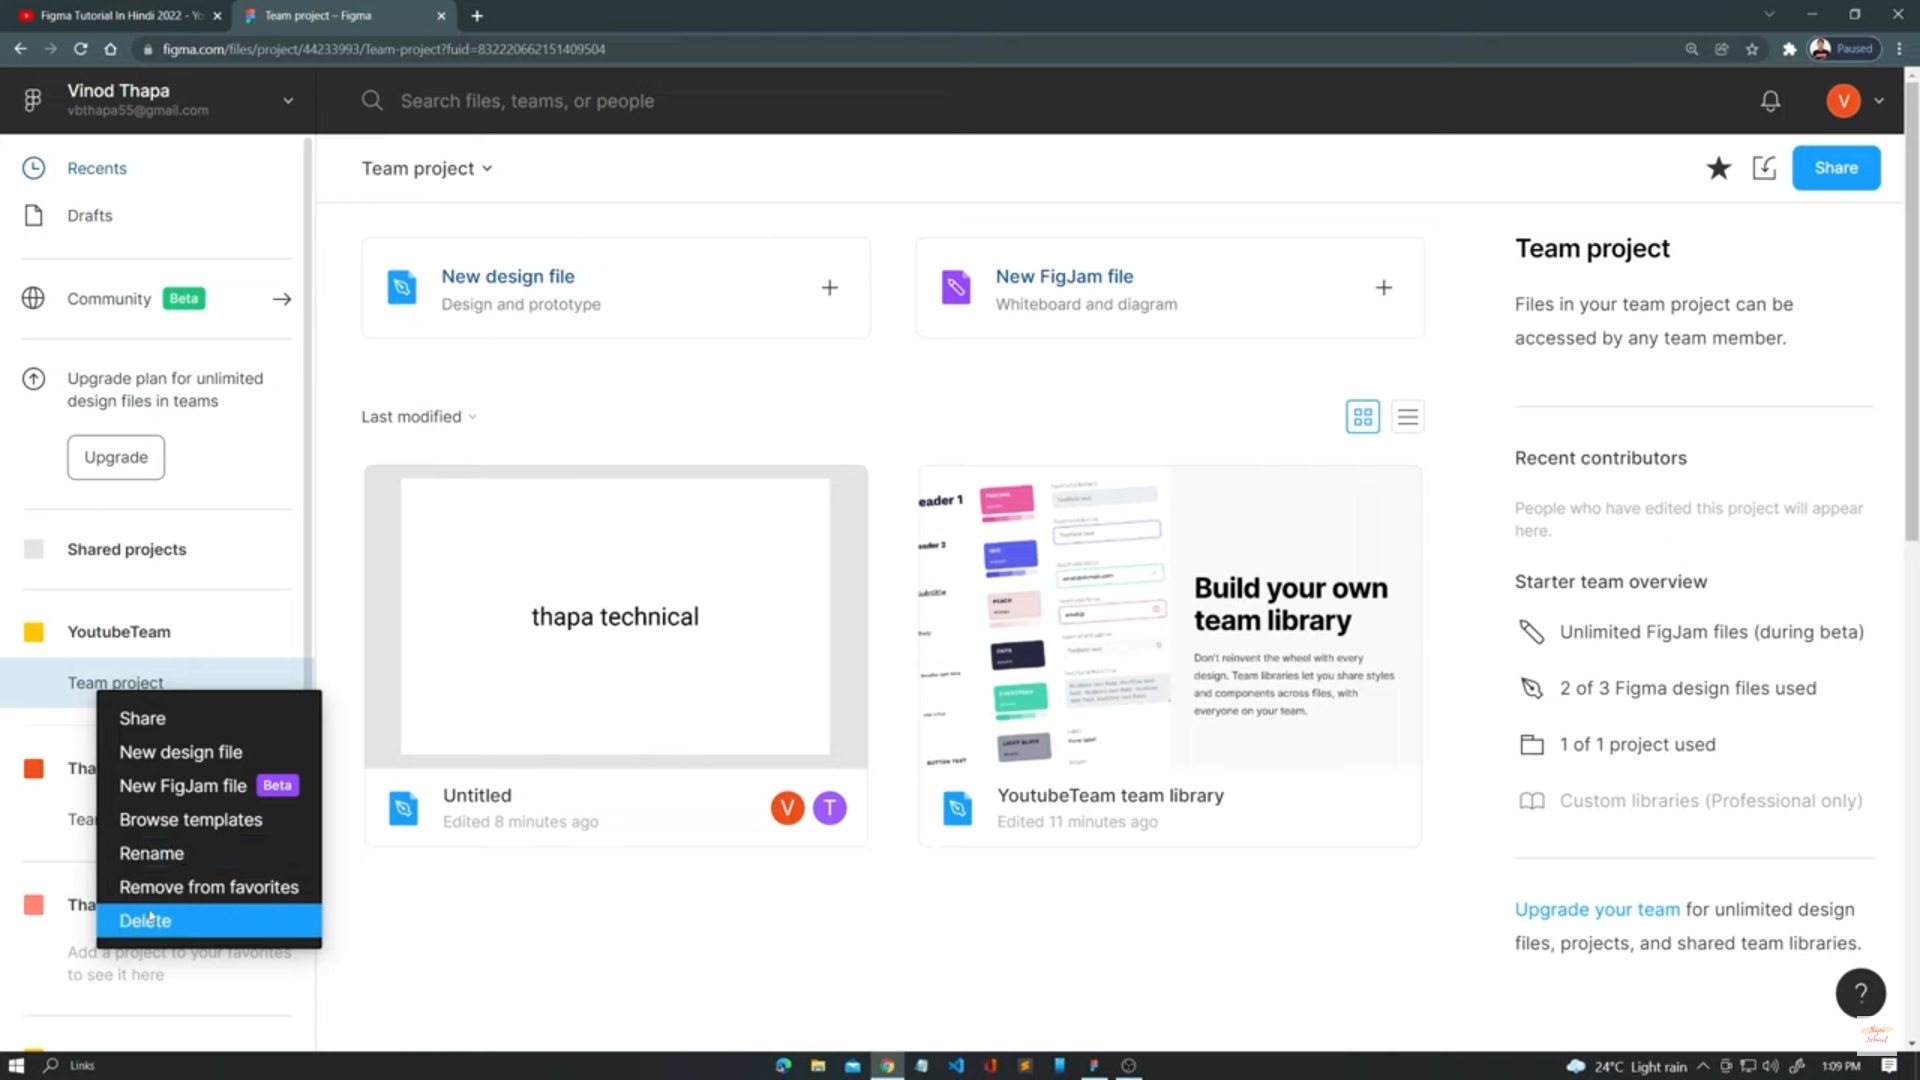 Figma Tutorial In Hindi 2022 - Yo
Team project – Figma
figma.com/files/project/44233993/Team-project?fuid=832220662151409504
Paused
Vinod Thapa
vbthapa55@gmail.com
Search files, teams, or people
V
Recents
Drafts
Community Beta
Upgrade plan for unlimited
design files in teams
Upgrade
Shared projects
YoutubeTeam
Team project
Share
New design file
New FigJam file Beta
Browse templates
Rename
Remove from favorites
Delete
Tha
Tea
Tha
Add a project to your favorites
to see it here
Team project
Share
New design file
Design and prototype
New FigJam file
Whiteboard and diagram
Last modified
thapa technical
Untitled
Edited 8 minutes ago
V T
eader 1
Build your own
team library
Don't reinvent the wheel with every
design. Team libraries let you share styles
and components across files, with
everyone on your team.
BUTTON TEXT
YoutubeTeam team library
Edited 11 minutes ago
Team project
Files in your team project can be
accessed by any team member.
Recent contributors
People who have edited this project will appear
here.
Starter team overview
Unlimited FigJam files (during beta)
2 of 3 Figma design files used
1 of 1 project used
Custom libraries (Professional only)
Upgrade your team for unlimited design
files, projects, and shared team libraries.
?
Links
24°C Light rain
1:09 PM